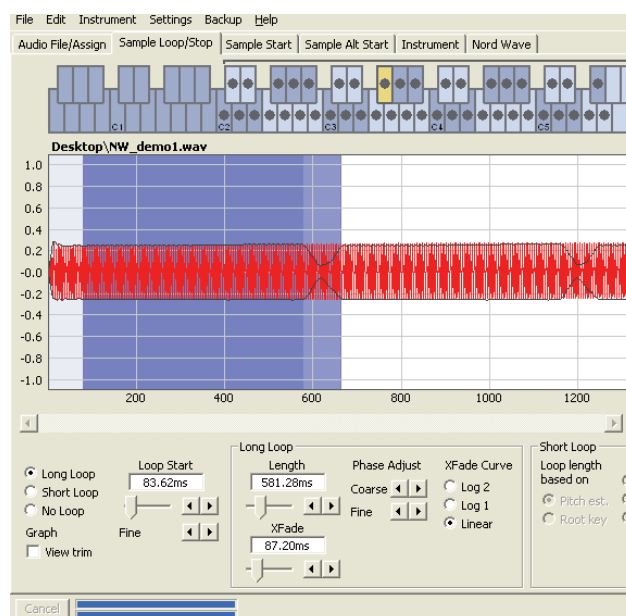 File Edit Instrument Settings Backup Help
Audio File/Assign Sample Loop/Stop Sample Start Sample Alt Start Instrument Nord Wave
C1 C2 C3 C4 C5
Desktop\NW_demo1.wav
1.0
0.8
0.6
0.4
0.2
-0.0
-0.2
-0.4
-0.6
-0.8
-1.0
200 400 600 800 1000 1200
Long Loop Short Loop
Long Loop Loop Start Length Phase Adjust XFade Curve Loop length
based on
83.62ms 581.28ms
Short Loop Coarse Log 2
No Loop Log 1 Pitch est.
Graph Fine XFade Fine Linear Root key
View trim 87.20ms
Cancel